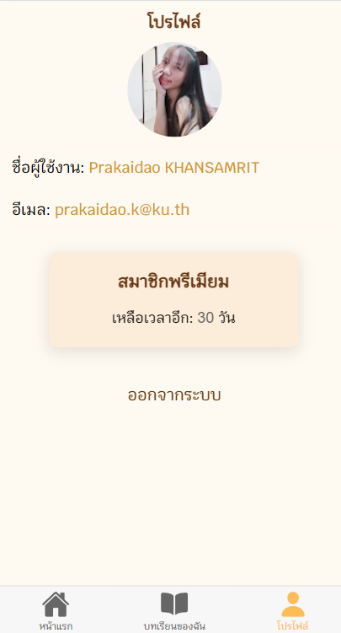 โปรไฟล์
ชื่อผู้ใช้งาน: Prakaidao KHANSAMRIT
อีเมล: prakaidao.k@ku.th
สมาชิกพรีเมียม
เหลือเวลาอีก: 30 วัน
ออกจากระบบ
หน้าแรก บทเรียนของฉัน โปรไฟล์